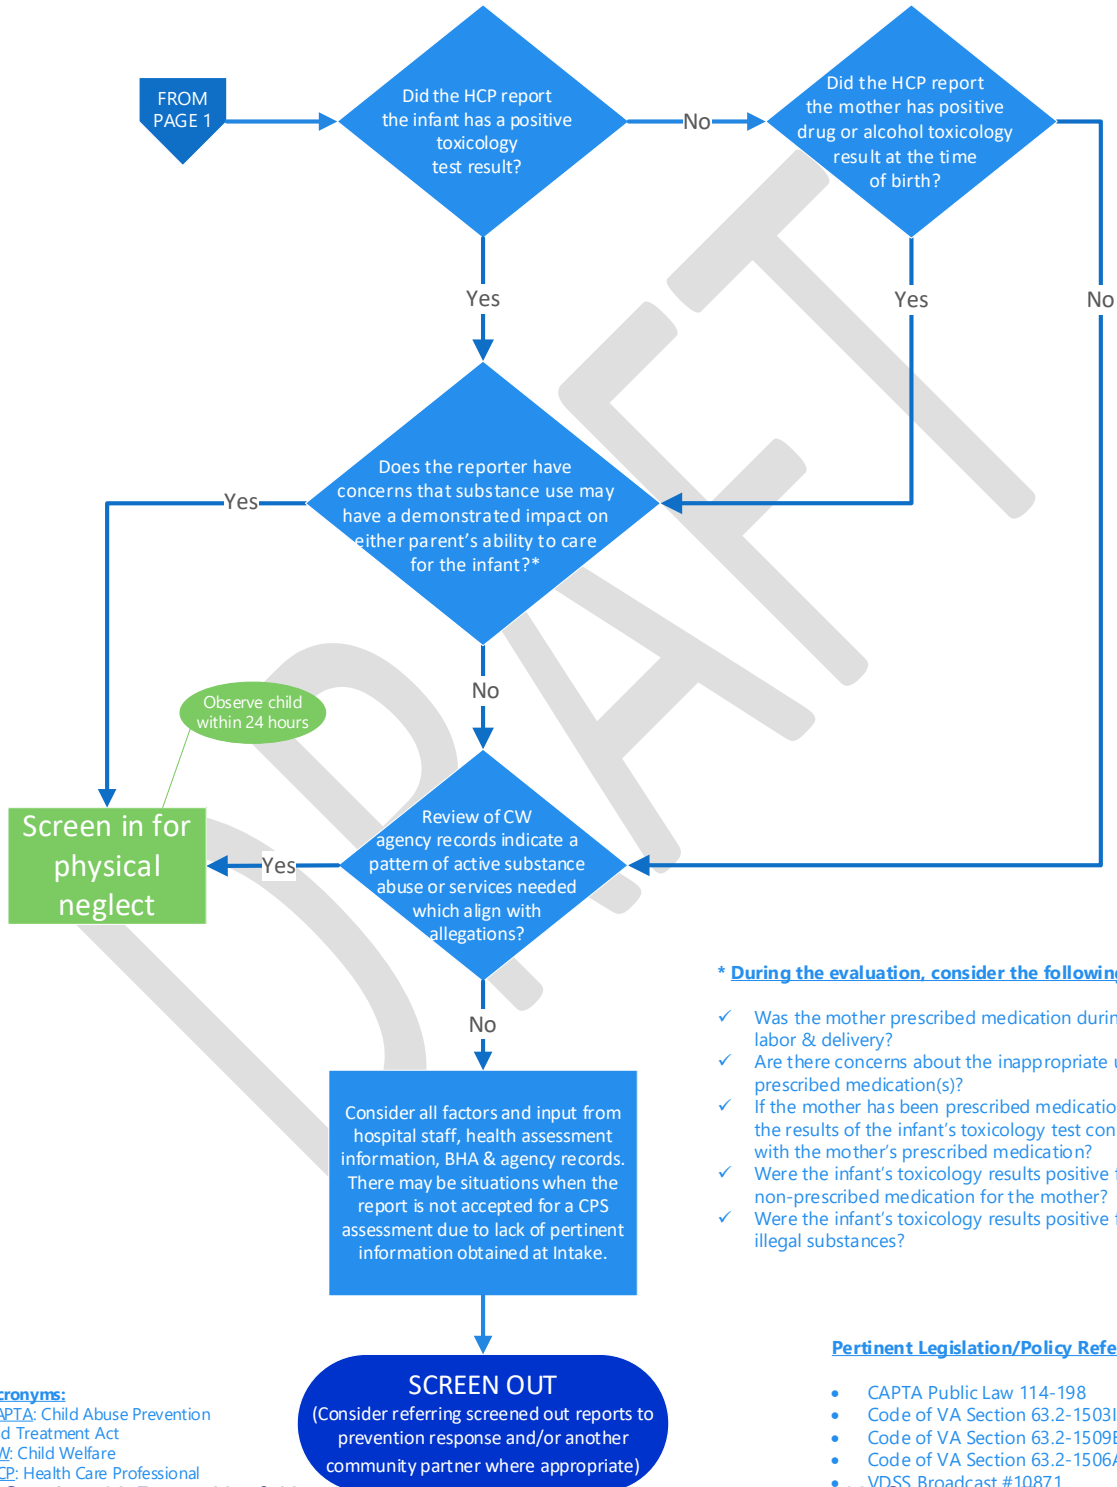 FROM
PAGE 1
Did the HCP report
the infant has a positive
toxicology
test result?
No
Did the HCP report
the mother has positive
drug or alcohol toxicology
result at the time
of birth?
Yes
Yes
No
Does the reporter have
concerns that substance use may
have a demonstrated impact on
either parent's ability to care
for the infant?*
Yes
No
Observe child
within 24 hours
Screen in for
physical
neglect
Yes
Review of CW
agency records indicate a
pattern of active substance
abuse or services needed
which align with
allegations?
No
Consider all factors and input from
hospital staff, health assessment
information, BHA & agency records.
There may be situations when the
report is not accepted for a CPS
assessment due to lack of pertinent
information obtained at Intake.
SCREEN OUT
(Consider referring screened out reports to
prevention response and/or another
community partner where appropriate)
* During the evaluation, consider the following
✓ Was the mother prescribed medication durin
labor & delivery?
✓ Are there concerns about the inappropriate u
prescribed medication(s)?
✓ If the mother has been prescribed medicatio
the results of the infant's toxicology test con
with the mother's prescribed medication?
✓ Were the infant's toxicology results positive f
non-prescribed medication for the mother?
✓ Were the infant's toxicology results positive f
illegal substances?
Pertinent Legislation/Policy Refe
• CAPTA Public Law 114-198
• Code of VA Section 63.2-1503
• Code of VA Section 63.2-1509
• Code of VA Section 63.2-1506A
• VDSS Broadcast #10871
cronyms:
APTA: Child Abuse Prevention
d Treatment Act
W: Child Welfare
CP: Health Care Professional
DRAFT